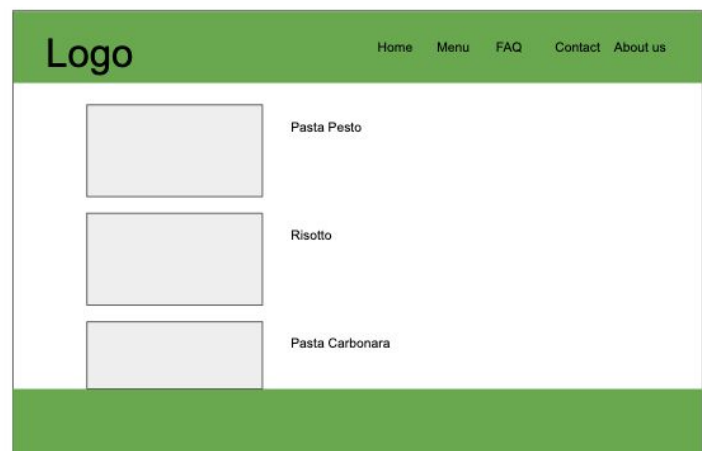 Logo
Home Menu FAQ Contact About us
Pasta Pesto
Risotto
Pasta Carbonara